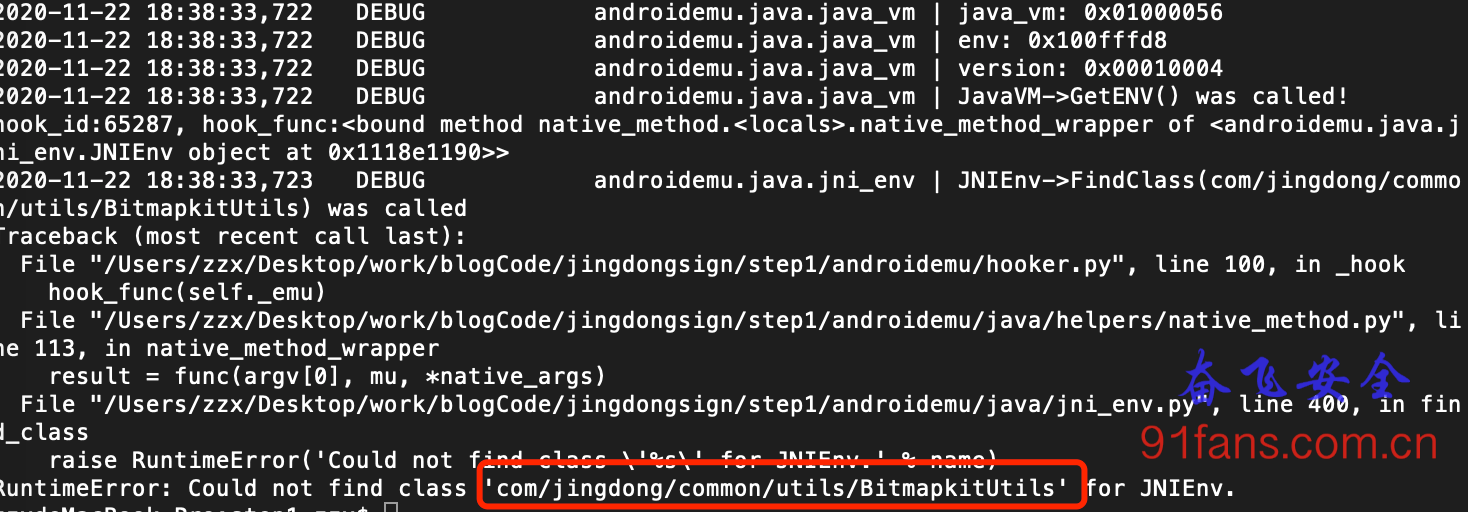 2020-11-22 18:38:33,722   DEBUG            androidemu.java.java_vm | java_vm: 0x01000056
2020-11-22 18:38:33,722   DEBUG            androidemu.java.java_vm | env: 0x100fffd8
2020-11-22 18:38:33,722   DEBUG            androidemu.java.java_vm | version: 0x00010004
2020-11-22 18:38:33,722   DEBUG            androidemu.java.java_vm | JavaVM->GetENV() was called!
hook_id:65287, hook_func:<bound method native_method.<locals>.native_method_wrapper of <androidemu.java.j
ni_env.JNIEnv object at 0x1118e1190>>
2020-11-22 18:38:33,723   DEBUG            androidemu.java.jni_env | JNIEnv->FindClass(com/jingdong/commo
n/utils/BitmapkitUtils) was called
Traceback (most recent call last):
  File "/Users/zzx/Desktop/work/blogCode/jingdongsign/step1/androidemu/hooker.py", line 100, in _hook
    hook_func(self._emu)
  File "/Users/zzx/Desktop/work/blogCode/jingdongsign/step1/androidemu/java/helpers/native_method.py", li
ne 113, in native_method_wrapper
    result = func(argv[0], mu, *native_args)
  File "/Users/zzx/Desktop/work/blogCode/jingdongsign/step1/androidemu/java/jni_env.py", line 400, in fin
d_class
    raise RuntimeError('Could not find class \'%s\' for JNIEnv.' % name)
RuntimeError: Could not find class 'com/jingdong/common/utils/BitmapkitUtils' for JNIEnv.
奋飞安全
91fans.com.cn